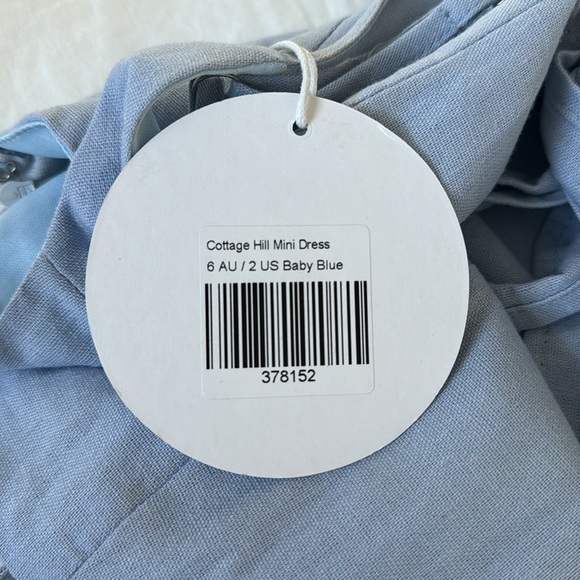 Cottage Hill Mini Dress
6 AU / 2 US Baby Blue
378152